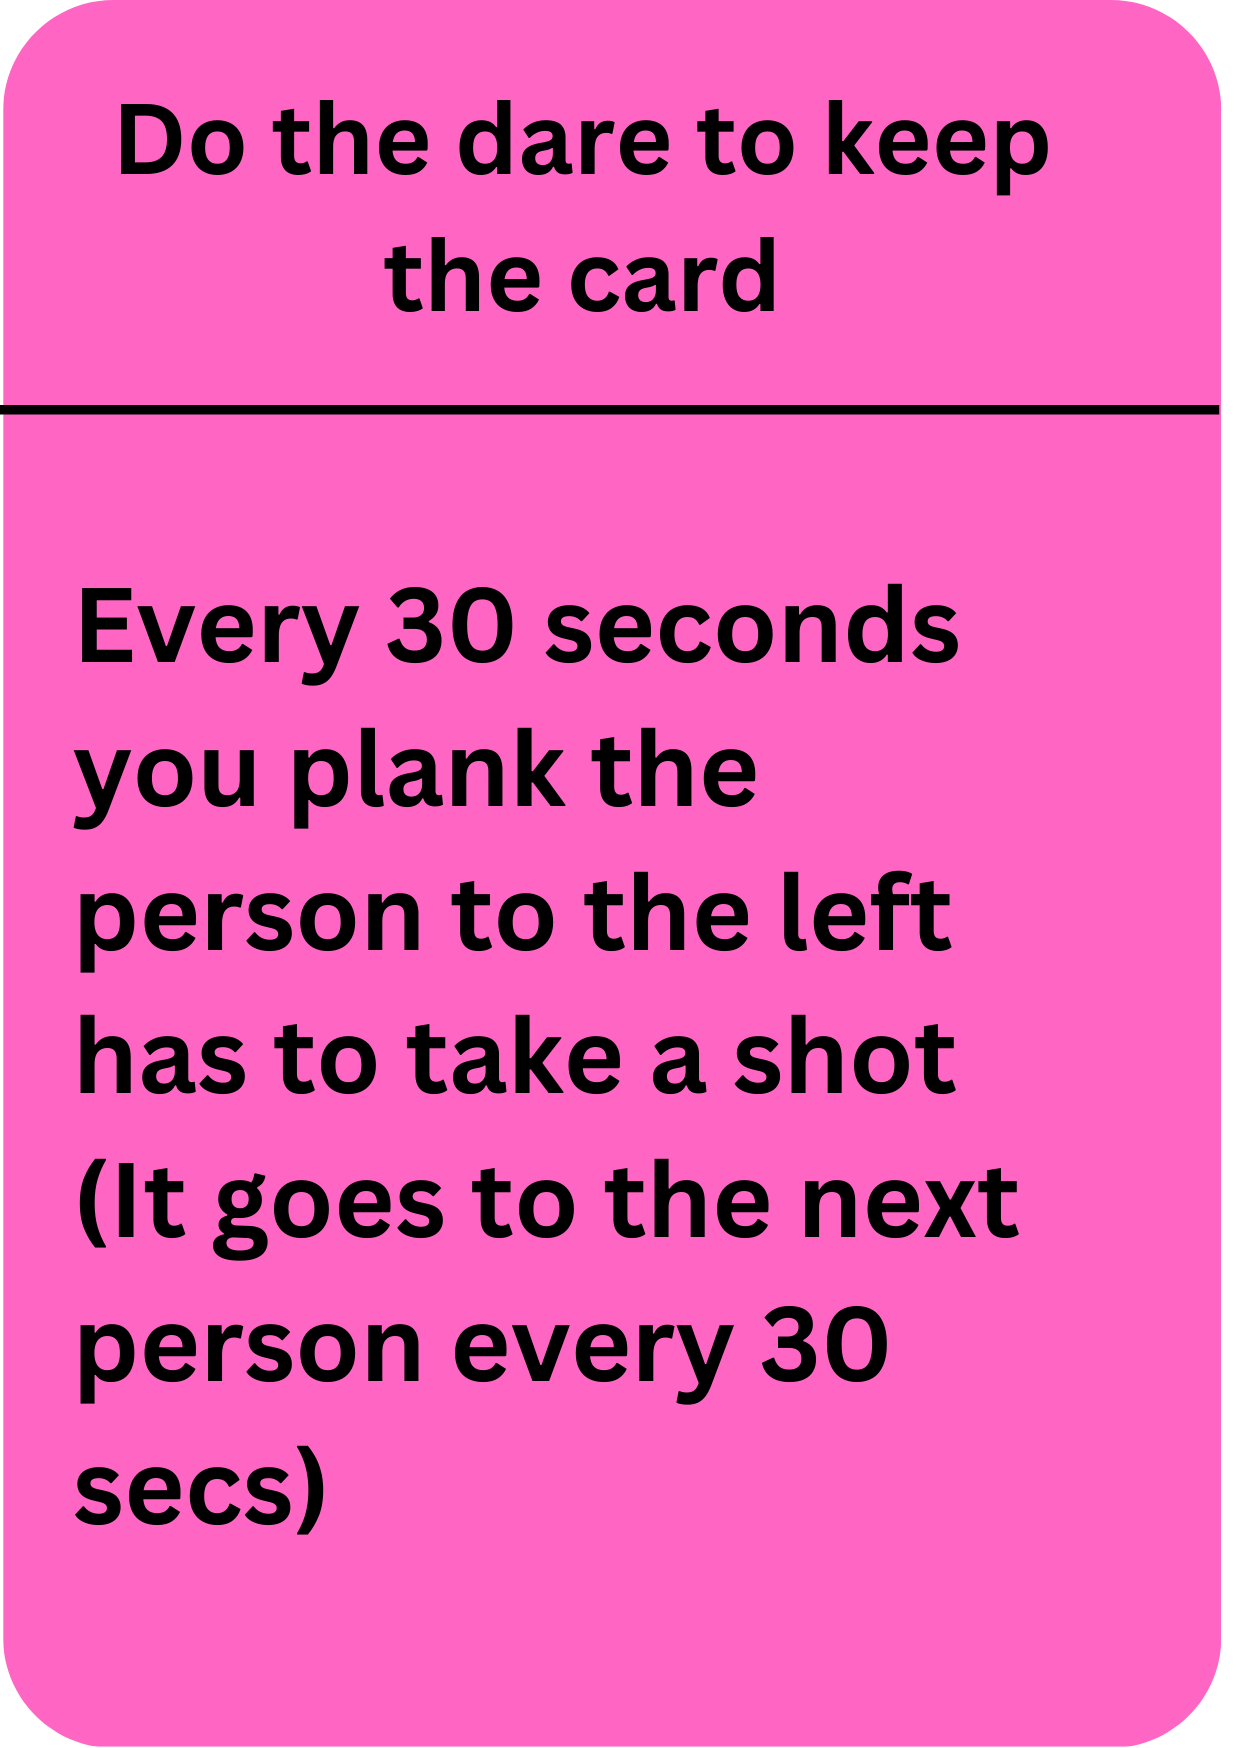 Do the dare to keep
the card
Every 30 seconds
you plank the
person to the left
has to take a shot
(It goes to the next
person every 30
secs)